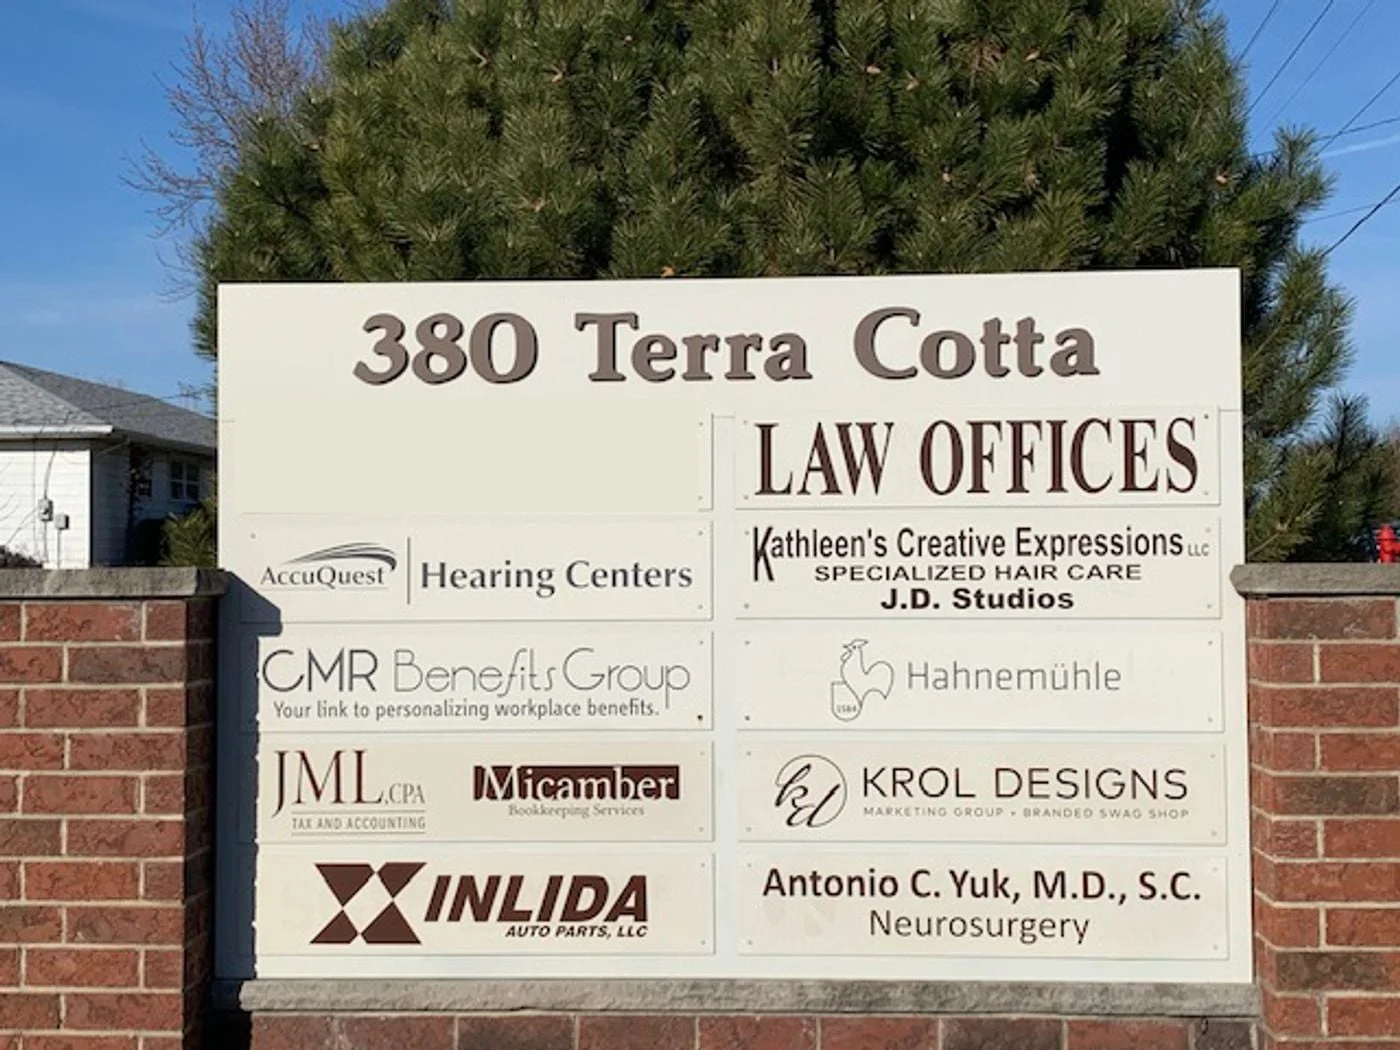 380 Terra Cotta
LAW OFFICES
AccuQuest Hearing Centers
Kathleen's Creative Expressions LLC
SPECIALIZED HAIR CARE
J.D. Studios
CMR Benefits Group
Your link to personalizing workplace benefits.
1584
Hahnemühle
JML, CPA
TAX AND ACCOUNTING
Micamber
Bookkeeping Services
kd
KROL DESIGNS
MARKETING GROUP + BRANDED SWAG SHOP
INLIDA
AUTO PARTS, LLC
Antonio C. Yuk, M.D., S.C.
Neurosurgery